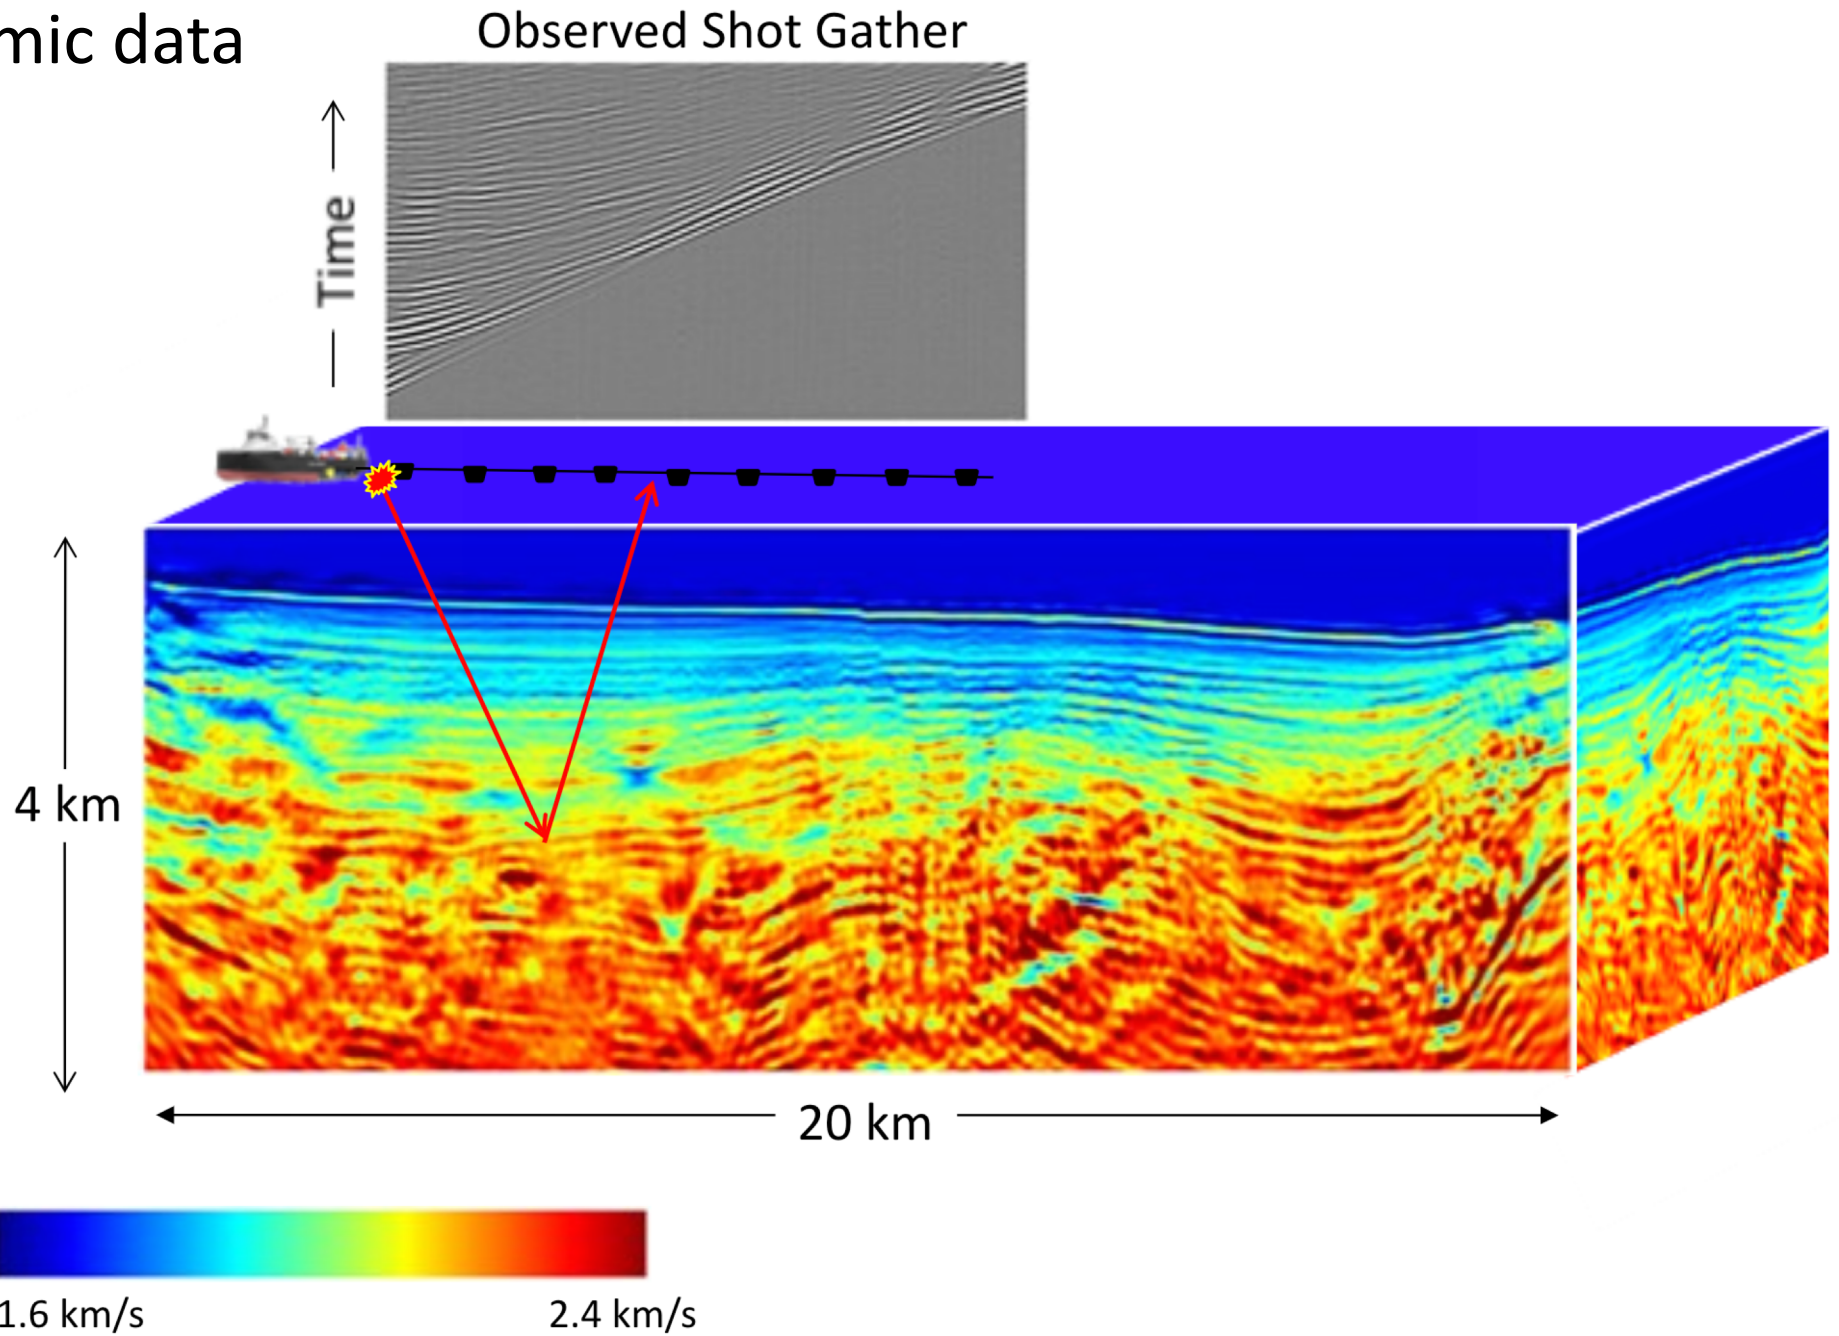 mic data
Observed Shot Gather
Time
4 km
20 km
1.6 km/s
2.4 km/s